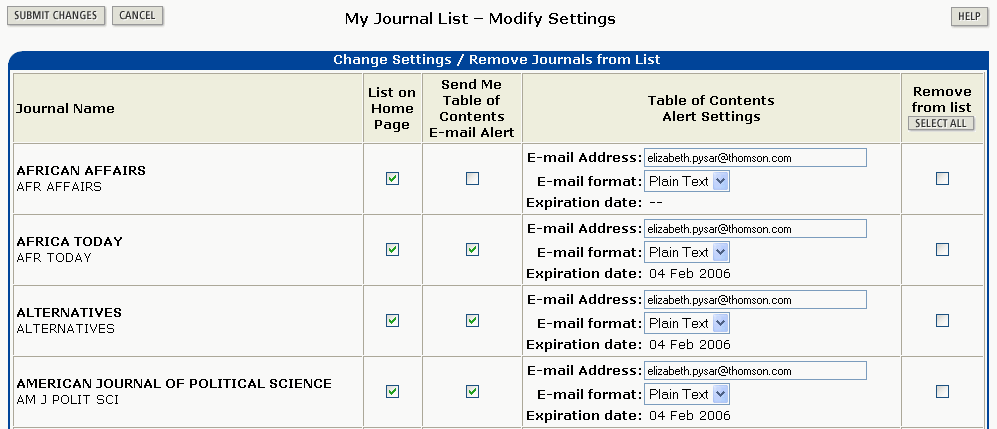 SUBMIT CHANGES CANCEL My Journal List – Modify Settings HELP
Change Settings / Remove Journals from List
Journal Name
List on
Home
Page
Send Me
Table of
Contents
E-mail Alert
Table of Contents
Alert Settings
Remove
from list
SELECT ALL
AFRICAN AFFAIRS
AFR AFFAIRS
E-mail Address: elizabeth.pysar@thomson.com
E-mail format: Plain Text
Expiration date: --
AFRICA TODAY
AFR TODAY
E-mail Address: elizabeth.pysar@thomson.com
E-mail format: Plain Text
Expiration date: 04 Feb 2006
ALTERNATIVES
ALTERNATIVES
E-mail Address: elizabeth.pysar@thomson.com
E-mail format: Plain Text
Expiration date: 04 Feb 2006
AMERICAN JOURNAL OF POLITICAL SCIENCE
AM J POLIT SCI
E-mail Address: elizabeth.pysar@thomson.com
E-mail format: Plain Text
Expiration date: 04 Feb 2006